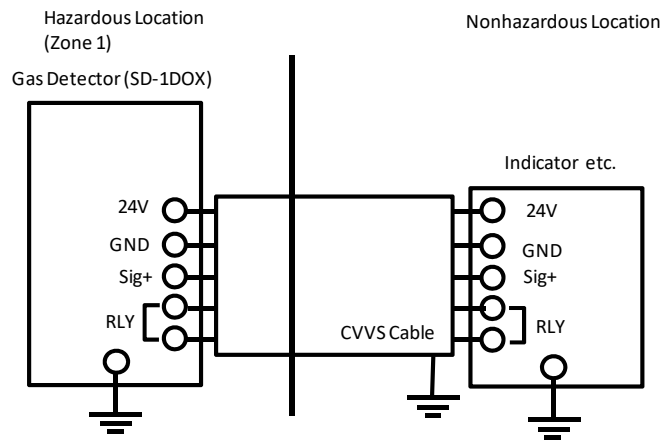 Hazardous Location
(Zone 1)
Nonhazardous Location
Gas Detector (SD-1DOX)
Indicator etc.
24V
GND
Sig+
RLY
CVVS Cable
24V
GND
Sig+
RLY